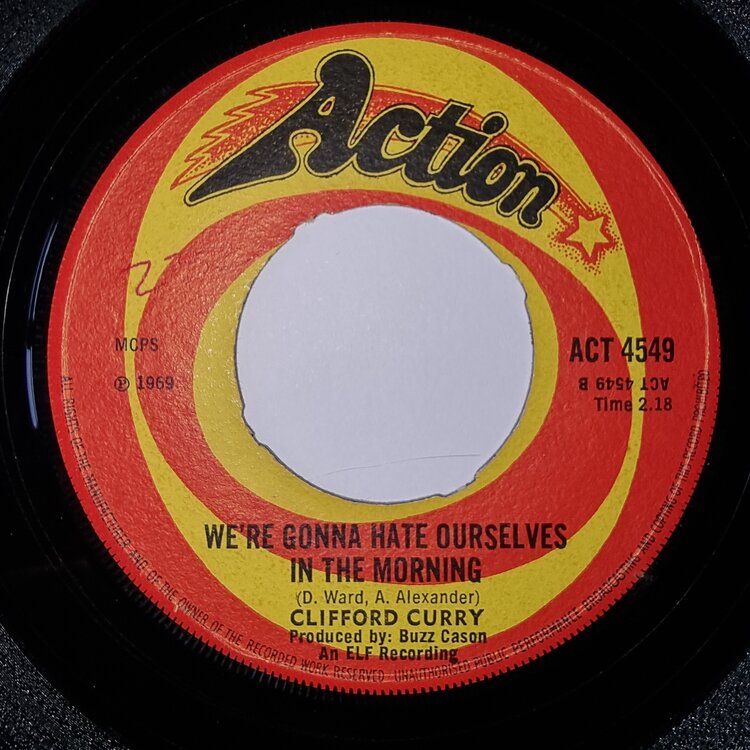 Action
MCPS
℗ 1969
ACT 4549
ACT 4549 B
Time 2.18
WE'RE GONNA HATE OURSELVES
IN THE MORNING
(D. Ward, A. Alexander)
CLIFFORD CURRY
Produced by: Buzz Cason
An ELF Recording
ALL RIGHTS OF THE MANUFACTURER AND OF THE OWNER OF THE RECORDED WORK RESERVED · UNAUTHORISED PUBLIC PERFORMANCE BROADCASTING AND COPYING OF THIS RECORD PROHIBITED